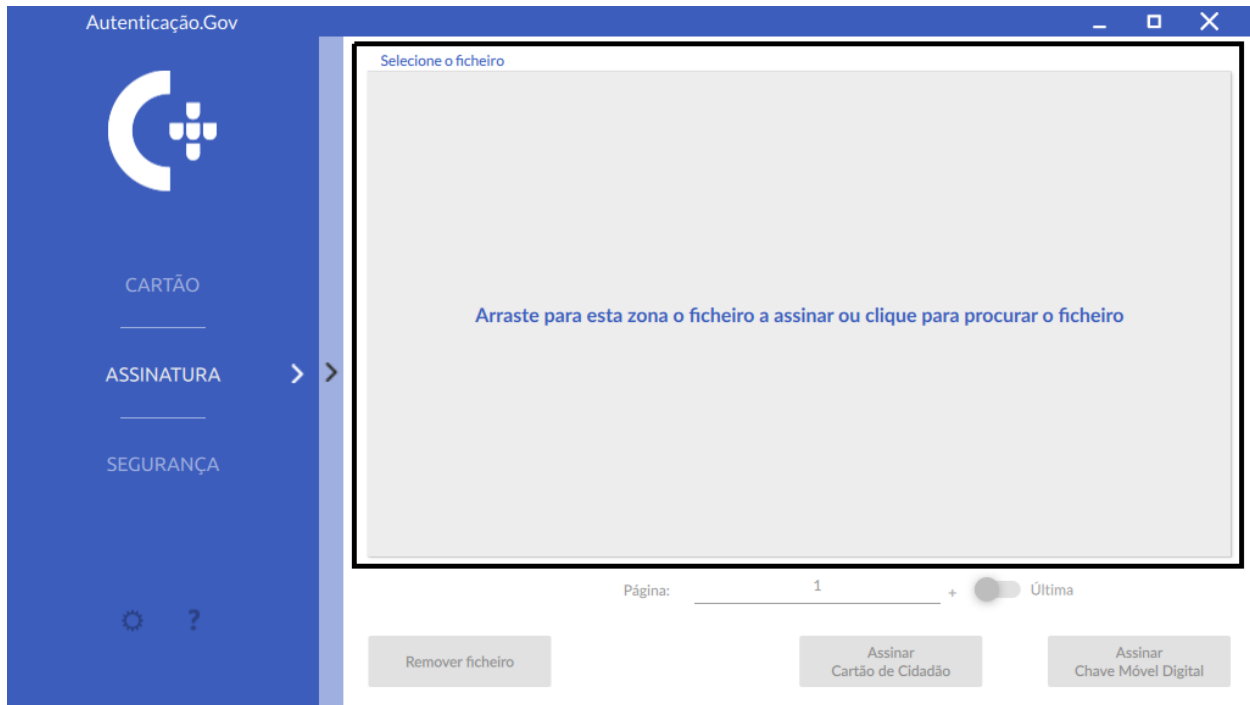 Autenticação.Gov
CARTÃO
ASSINATURA
SEGURANÇA
?
Selecione o ficheiro
Arraste para esta zona o ficheiro a assinar ou clique para procurar o ficheiro
Página: 1 + Última
Remover ficheiro
Assinar
Cartão de Cidadão
Assinar
Chave Móvel Digital